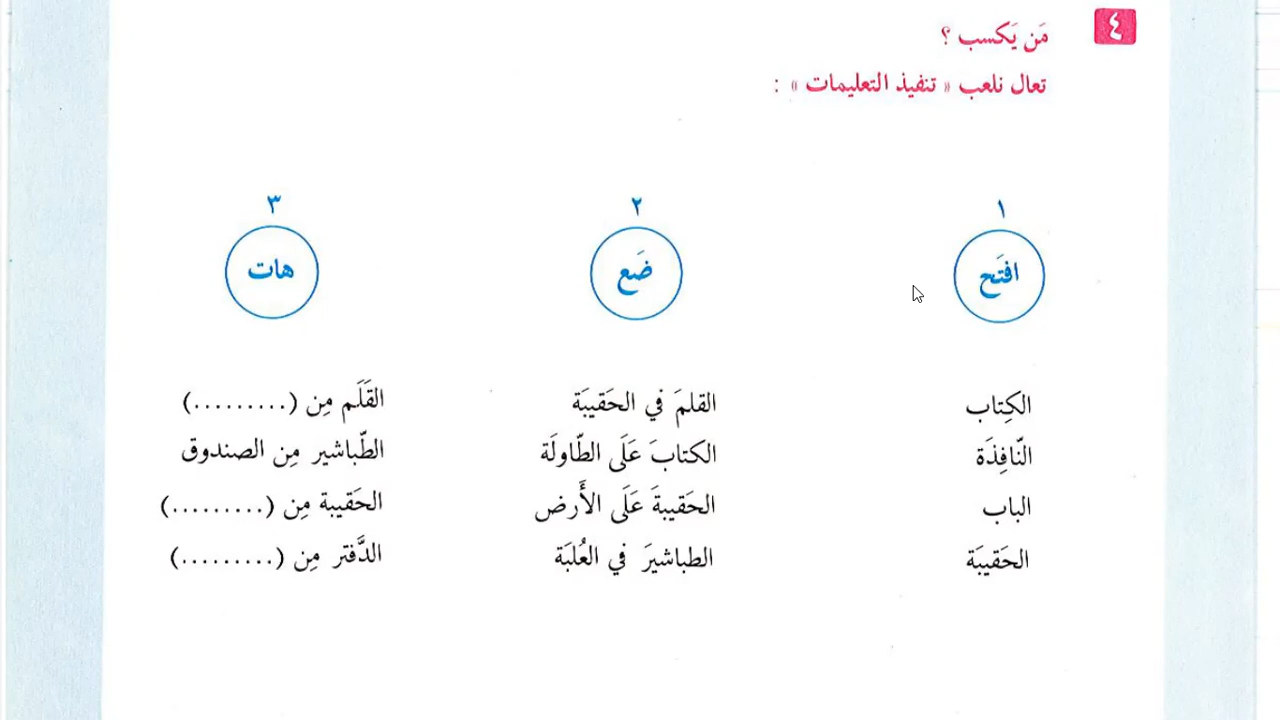 ٤
مَن يَكسب ؟
تعال نلعب « تنفيذ التعليمات » :
١
افتَح
الكِتاب
النّافِذَة
الباب
الحَقيبَة
٢
ضَع
القلمَ في الحَقيبَة
الكتابَ عَلَى الطّاولَة
الحَقيبةَ عَلَى الأَرض
الطباشيرَ في العُلبَة
٣
هات
القَلَم مِن (.........)
الطّباشير مِن الصندوق
الحَقيبة مِن (.........)
الدَّفتر مِن (.........)